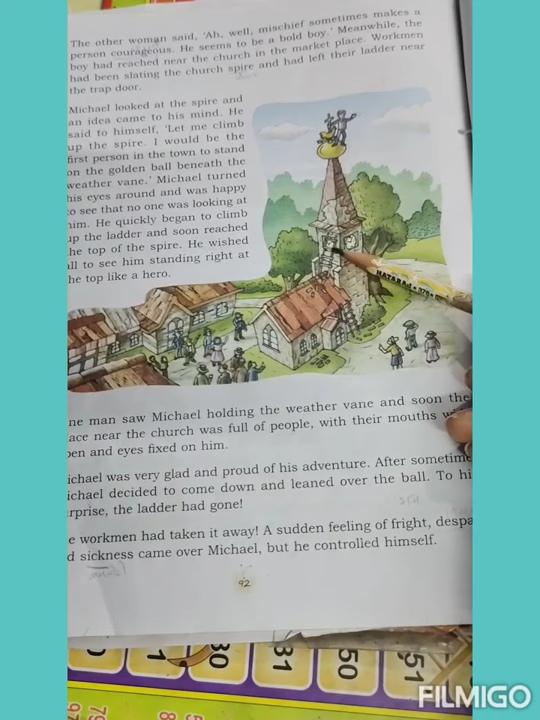 The other woman said, 'Ah, well, mischief sometimes makes a
person courageous. He seems to be a bold boy.' Meanwhile, the
boy had reached near the church in the market place. Workmen
had been slating the church spire and had left their ladder near
the trap door.
Michael looked at the spire and
an idea came to his mind. He
said to himself, 'Let me climb
up the spire. I would be the
first person in the town to stand
on the golden ball beneath the
weather vane.' Michael turned
his eyes around and was happy
to see that no one was looking at
him. He quickly began to climb
up the ladder and soon reached
the top of the spire. He wished
all to see him standing right at
the top like a hero.
HATARAJ
ne man saw Michael holding the weather vane and soon the
ace near the church was full of people, with their mouths
pen and eyes fixed on him.
ichael was very glad and proud of his adventure. After sometime
ichael decided to come down and leaned over the ball. To hi
rprise, the ladder had gone!
e workmen had taken it away! A sudden feeling of fright, despa
d sickness came over Michael, but he controlled himself.
92
1
30
31
50
51
FILMIGO